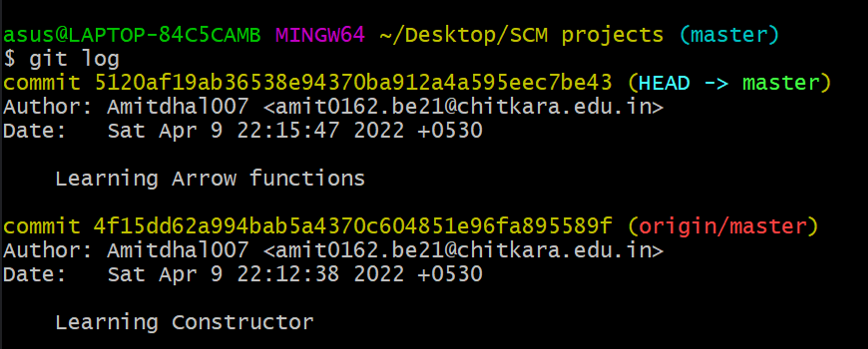 asus@LAPTOP-84C5CAMB MINGW64 ~/Desktop/SCM projects (master)
$ git log
commit 5120af19ab36538e94370ba912a4a595eec7be43 (HEAD -> master)
Author: Amitdhal007 <amit0162.be21@chitkara.edu.in>
Date:   Sat Apr 9 22:15:47 2022 +0530
    Learning Arrow functions
commit 4f15dd62a994bab5a4370c604851e96fa895589f (origin/master)
Author: Amitdhal007 <amit0162.be21@chitkara.edu.in>
Date:   Sat Apr 9 22:12:38 2022 +0530
    Learning Constructor